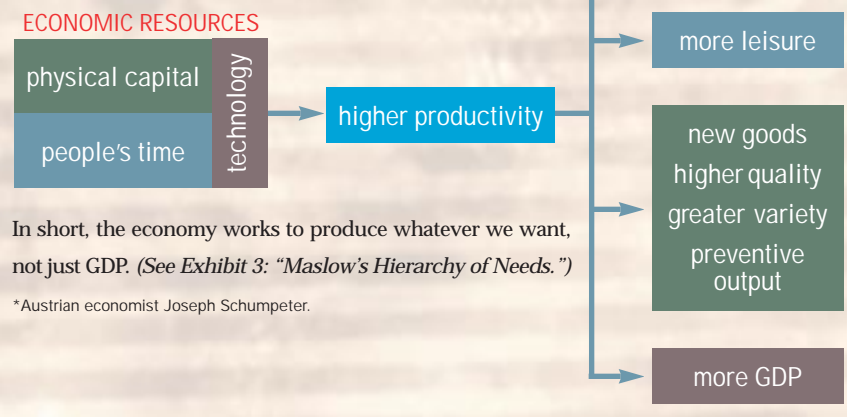 ECONOMIC RESOURCES
physical capital
people's time
technology
higher productivity
more leisure
new goods
higher quality
greater variety
preventive
output
more GDP
In short, the economy works to produce whatever we want,
not just GDP. (See Exhibit 3: “Maslow's Hierarchy of Needs.”)
*Austrian economist Joseph Schumpeter.